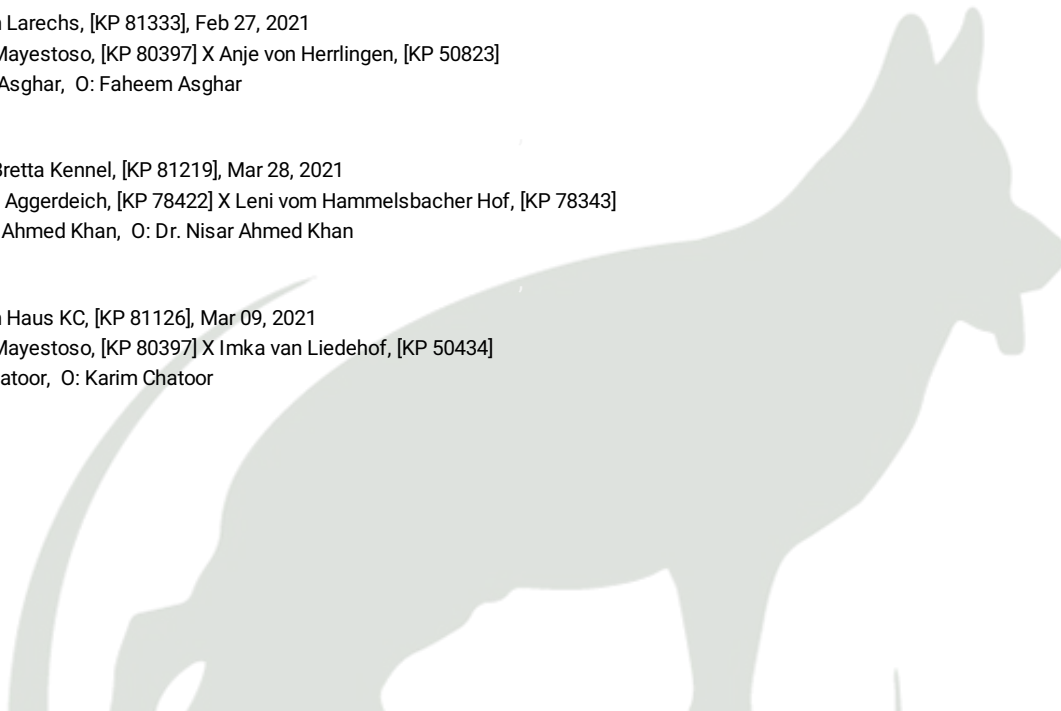 Larechs, [KP 81333], Feb 27, 2021
Mayestoso, [KP 80397] X Anje von Herrlingen, [KP 50823]
Asghar, O: Faheem Asghar
Bretta Kennel, [KP 81219], Mar 28, 2021
Aggerdeich, [KP 78422] X Leni vom Hammelsbacher Hof, [KP 78343]
Ahmed Khan, O: Dr. Nisar Ahmed Khan
Haus KC, [KP 81126], Mar 09, 2021
Mayestoso, [KP 80397] X Imka van Liedehof, [KP 50434]
atoor, O: Karim Chatoor